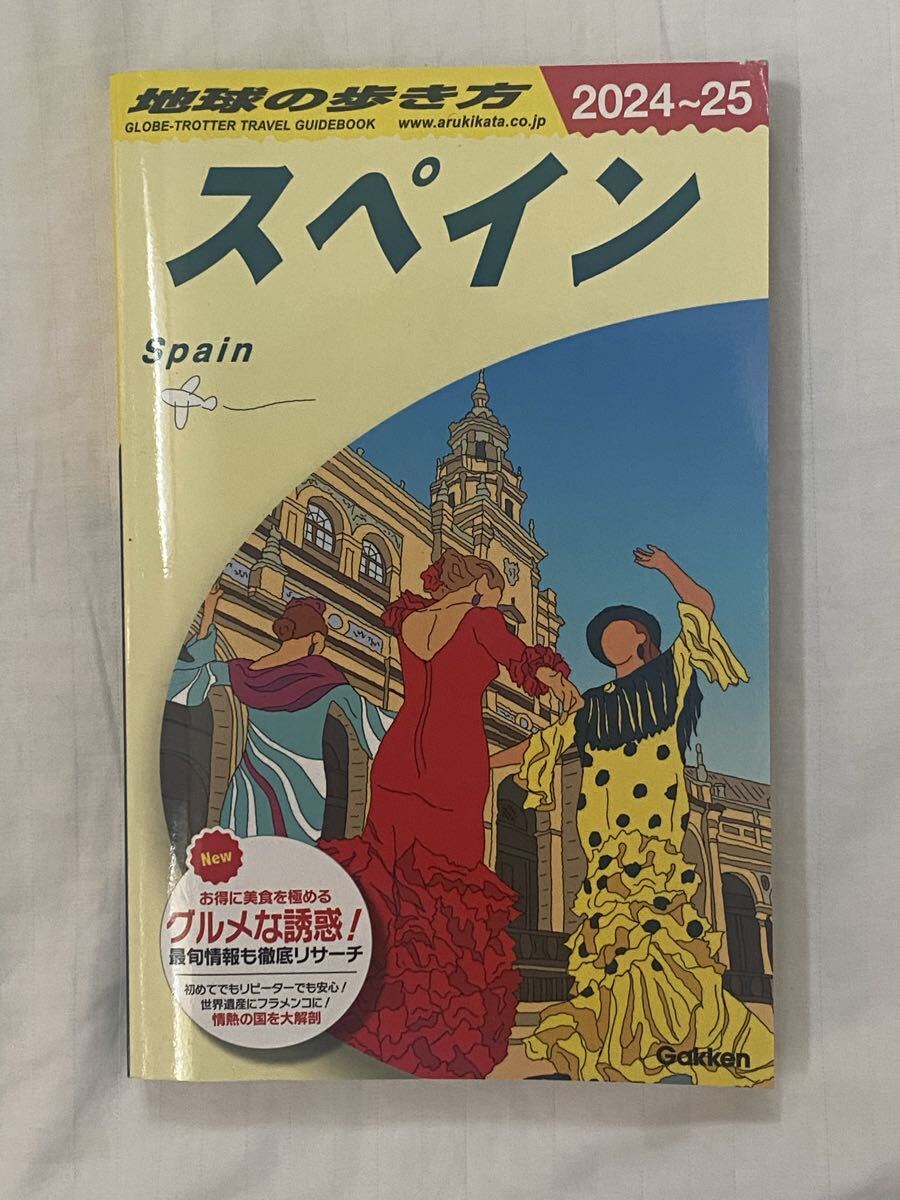 地球の歩き方
2024~25
GLOBE-TROTTER TRAVEL GUIDEBOOK www.arukikata.co.jp
スペイン
Spain
New
お得に美食を極める
グルメな誘惑!
最旬情報も徹底リサーチ
初めてでもリピーターでも安心!
世界遺産にフラメンコに!
情熱の国を大解剖
Gakken